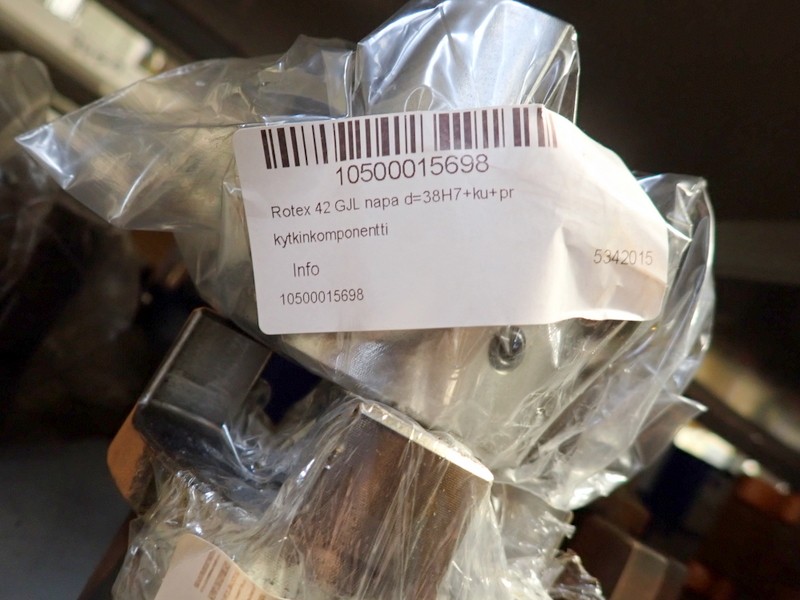 10500015698
Rotex 42 GJL napa d=38H7+ku+pr
kytkinkomponentti
Info
5342015
10500015698